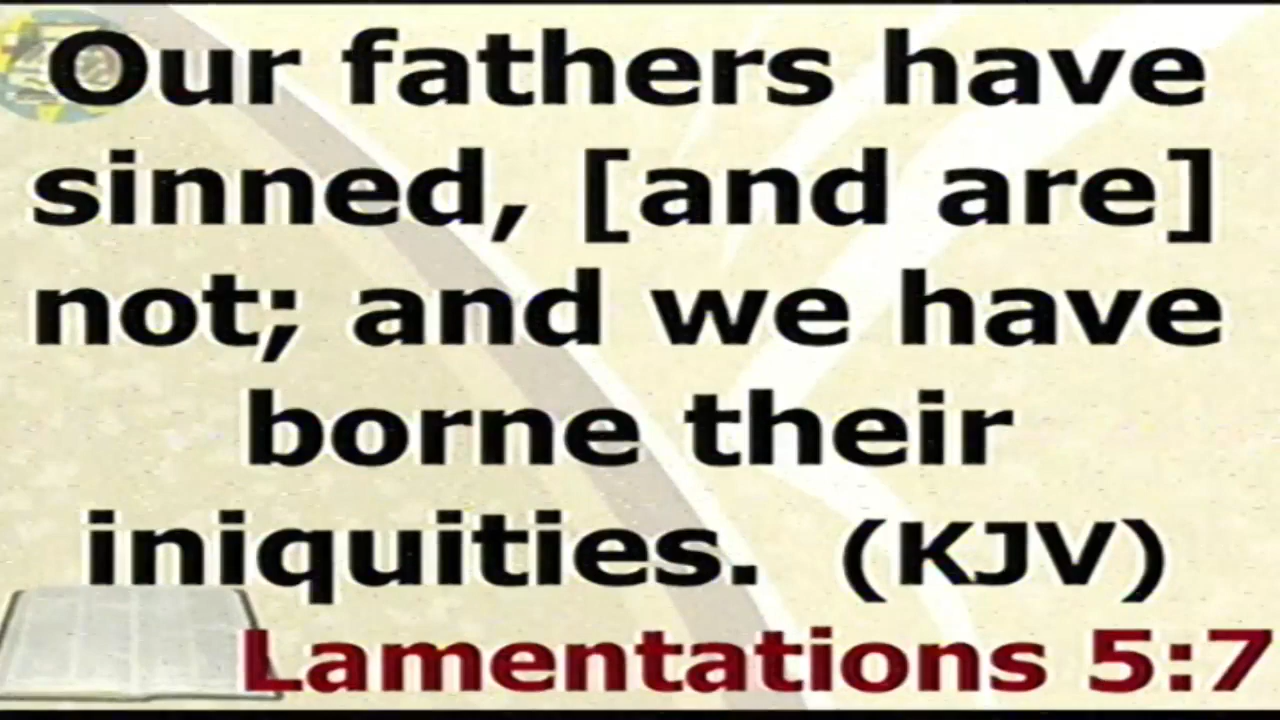 Our fathers have
sinned, [and are]
not; and we have
borne their
iniquities. (KJV)
Lamentations 5:7